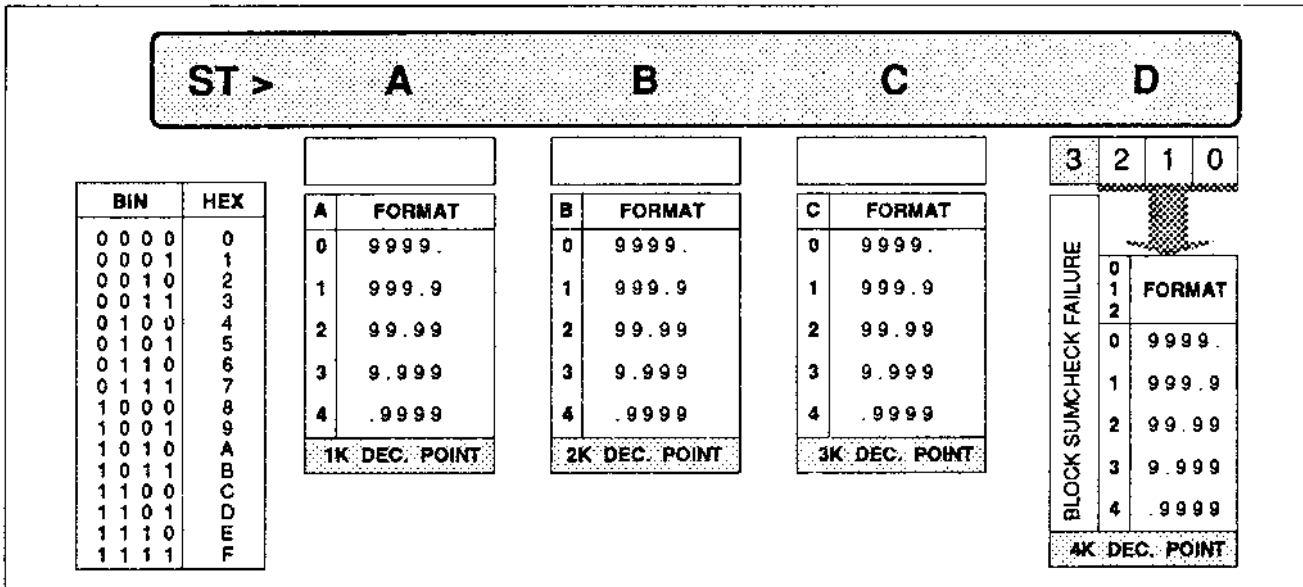 ST > A B C D
3 2 1 0
BIN HEX
0 0 0 0 0
0 0 0 1 1
0 0 1 0 2
0 0 1 1 3
0 1 0 0 4
0 1 0 1 5
0 1 1 0 6
0 1 1 1 7
1 0 0 0 8
1 0 0 1 9
1 0 1 0 A
1 0 1 1 B
1 1 0 0 C
1 1 0 1 D
1 1 1 0 E
1 1 1 1 F
A FORMAT
0 9999.
1 999.9
2 99.99
3 9.999
4 .9999
1K DEC. POINT
B FORMAT
0 9999.
1 999.9
2 99.99
3 9.999
4 .9999
2K DEC. POINT
C FORMAT
0 9999.
1 999.9
2 99.99
3 9.999
4 .9999
3K DEC. POINT
BLOCK SUMCHECK FAILURE
0
1
2
FORMAT
0 9999.
1 999.9
2 99.99
3 9.999
4 .9999
4K DEC. POINT